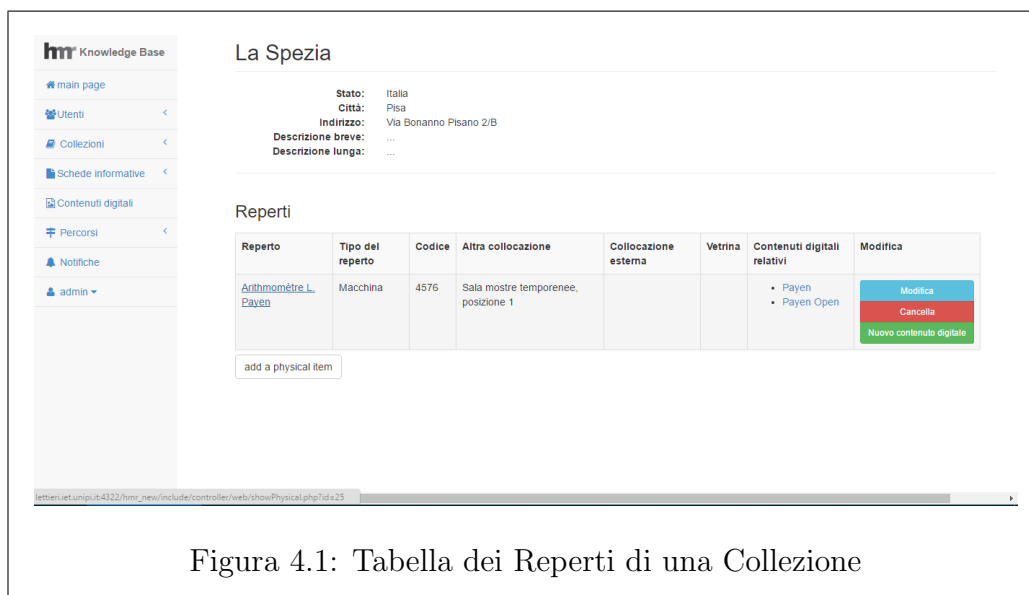 hmr Knowledge Base
main page
Utenti
Collezioni
Schede informative
Contenuti digitali
Percorsi
Notifiche
admin
La Spezia
Stato: Italia
Città: Pisa
Indirizzo: Via Bonanno Pisano 2/B
Descrizione breve: ...
Descrizione lunga: ...
Reperti
Reperto Tipo del Codice Altra collocazione Collocazione Vetrina Contenuti digitali Modifica
reperto esterna relativi
Arithmomètre L. Macchina 4576 Sala mostre temporenee, Payen Modifica
Payen posizione 1 Payen Open
Cancella
Nuovo contenuto digitale
add a physical item
lettieri.iet.unipi.it:4322/hmr_new/include/controller/web/showPhysical.php?id=25
Figura 4.1: Tabella dei Reperti di una Collezione